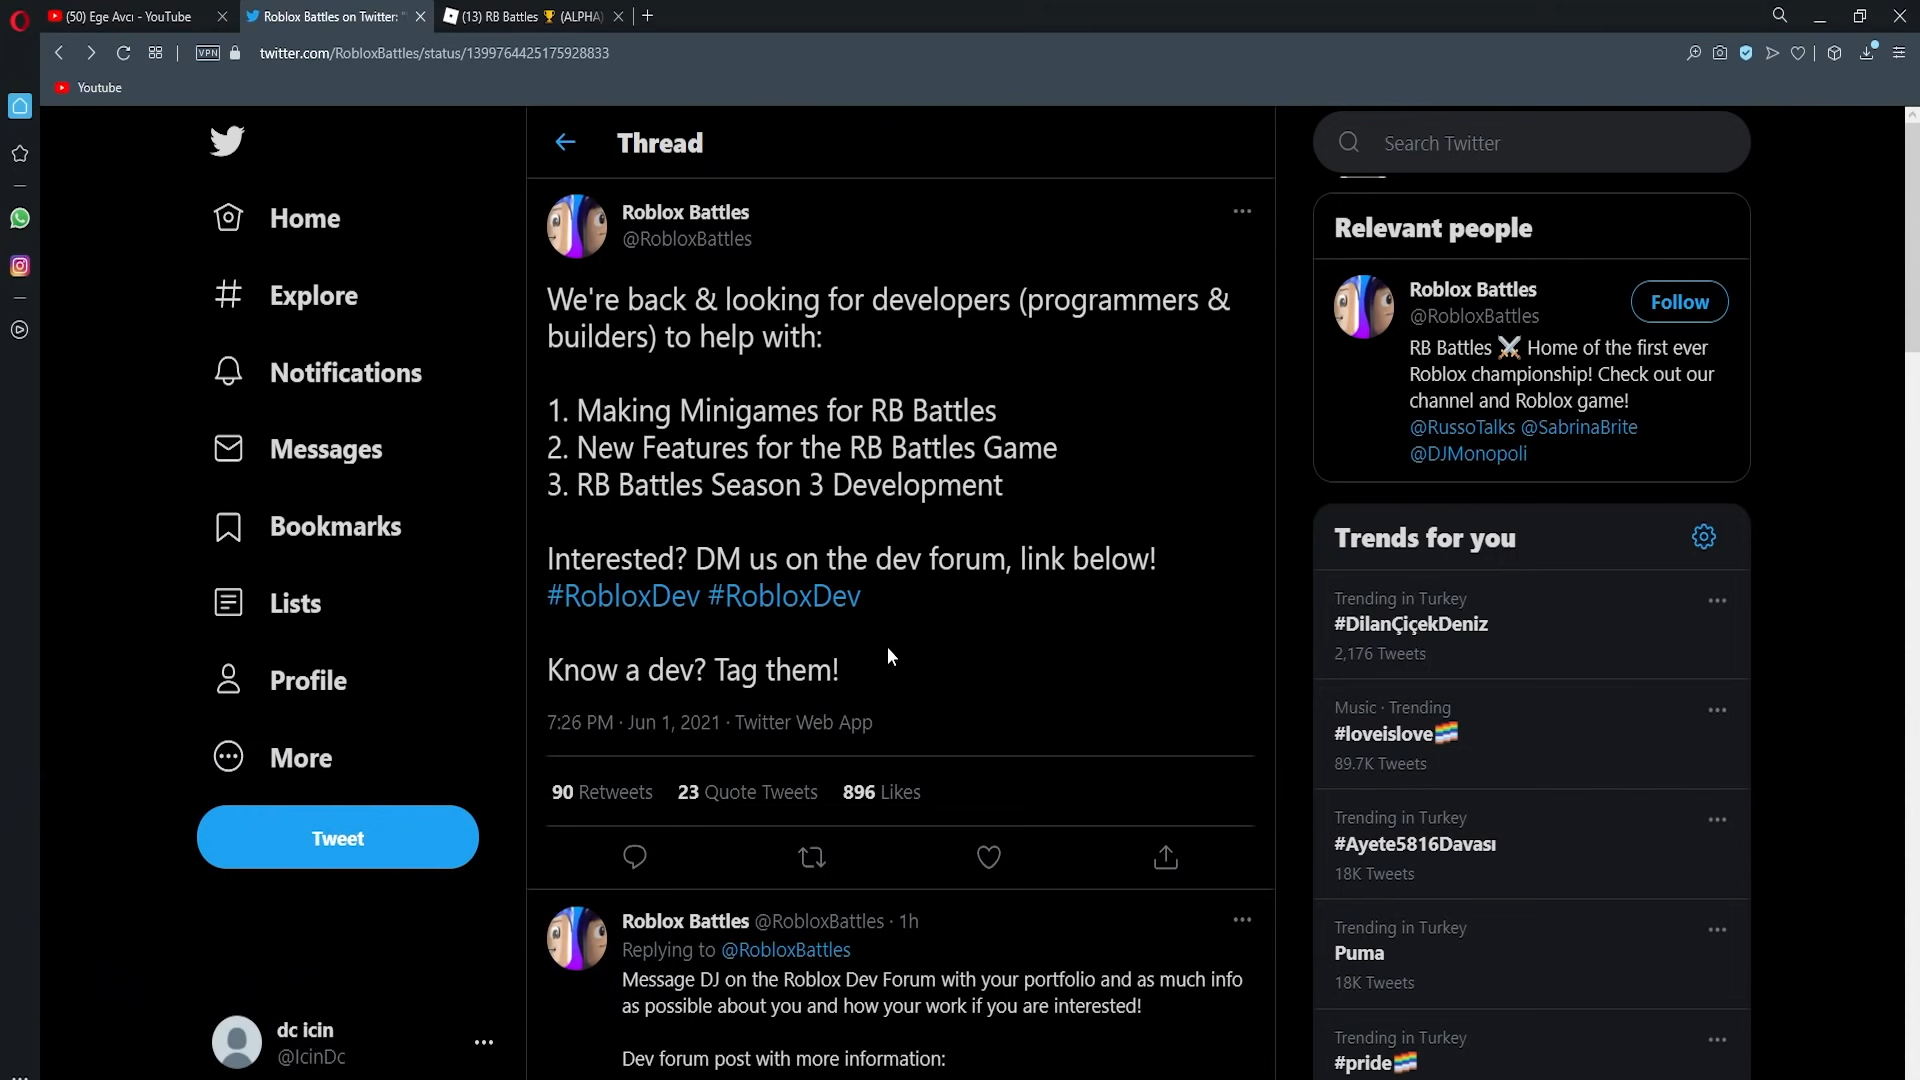 (50) Ege Avcı - YouTube
Roblox Battles on Twitter: "
(13) RB Battles 🏆 (ALPHA)
VPN
twitter.com/RobloxBattles/status/1399764425175928833
Youtube
Home
Explore
Notifications
Messages
Bookmarks
Lists
Profile
More
Tweet
dc icin
@IcinDc
Thread
Roblox Battles
@RobloxBattles
We're back & looking for developers (programmers &
builders) to help with:
1. Making Minigames for RB Battles
2. New Features for the RB Battles Game
3. RB Battles Season 3 Development
Interested? DM us on the dev forum, link below!
#RobloxDev #RobloxDev
Know a dev? Tag them!
7:26 PM · Jun 1, 2021 · Twitter Web App
90 Retweets 23 Quote Tweets 896 Likes
Roblox Battles @RobloxBattles · 1h
Replying to @RobloxBattles
Message DJ on the Roblox Dev Forum with your portfolio and as much info
as possible about you and how your work if you are interested!
Dev forum post with more information:
Search Twitter
Relevant people
Roblox Battles
@RobloxBattles
Follow
RB Battles ⚔️ Home of the first ever
Roblox championship! Check out our
channel and Roblox game!
@RussoTalks @SabrinaBrite
@DJMonopoli
Trends for you
Trending in Turkey
#DilanÇiçekDeniz
2,176 Tweets
Music · Trending
#loveislove🏳️‍🌈
89.7K Tweets
Trending in Turkey
#Ayete5816Davası
18K Tweets
Trending in Turkey
Puma
18K Tweets
Trending in Turkey
#pride🏳️‍🌈